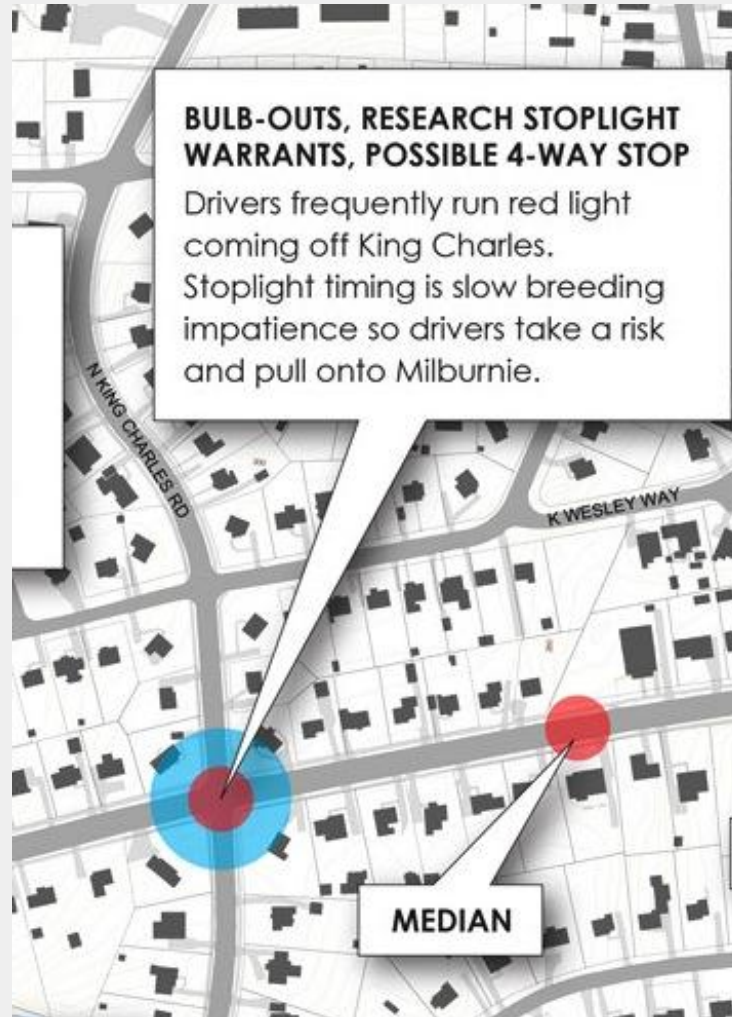 BULB-OUTS, RESEARCH STOPLIGHT
WARRANTS, POSSIBLE 4-WAY STOP
Drivers frequently run red light
coming off King Charles.
Stoplight timing is slow breeding
impatience so drivers take a risk
and pull onto Milburnie.
N KING CHARLES RD
K WESLEY WAY
MEDIAN